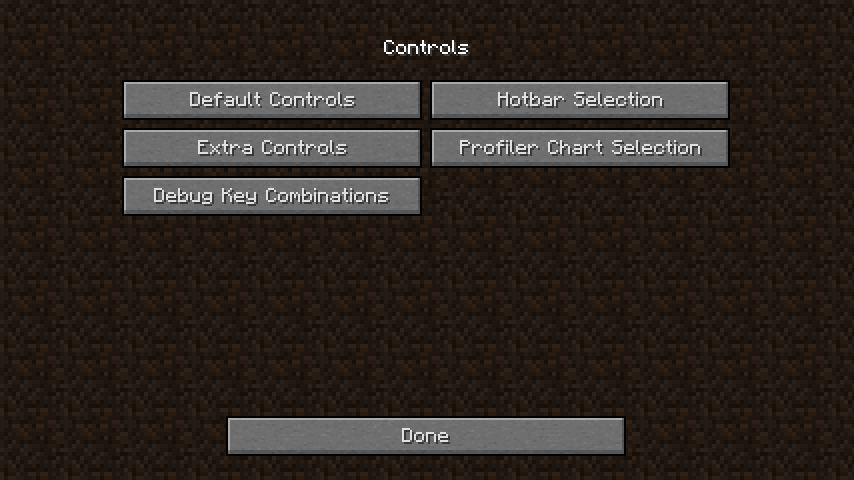 Controls
Default Controls
Hotbar Selection
Extra Controls
Profiler Chart Selection
Debug Key Combinations
Done